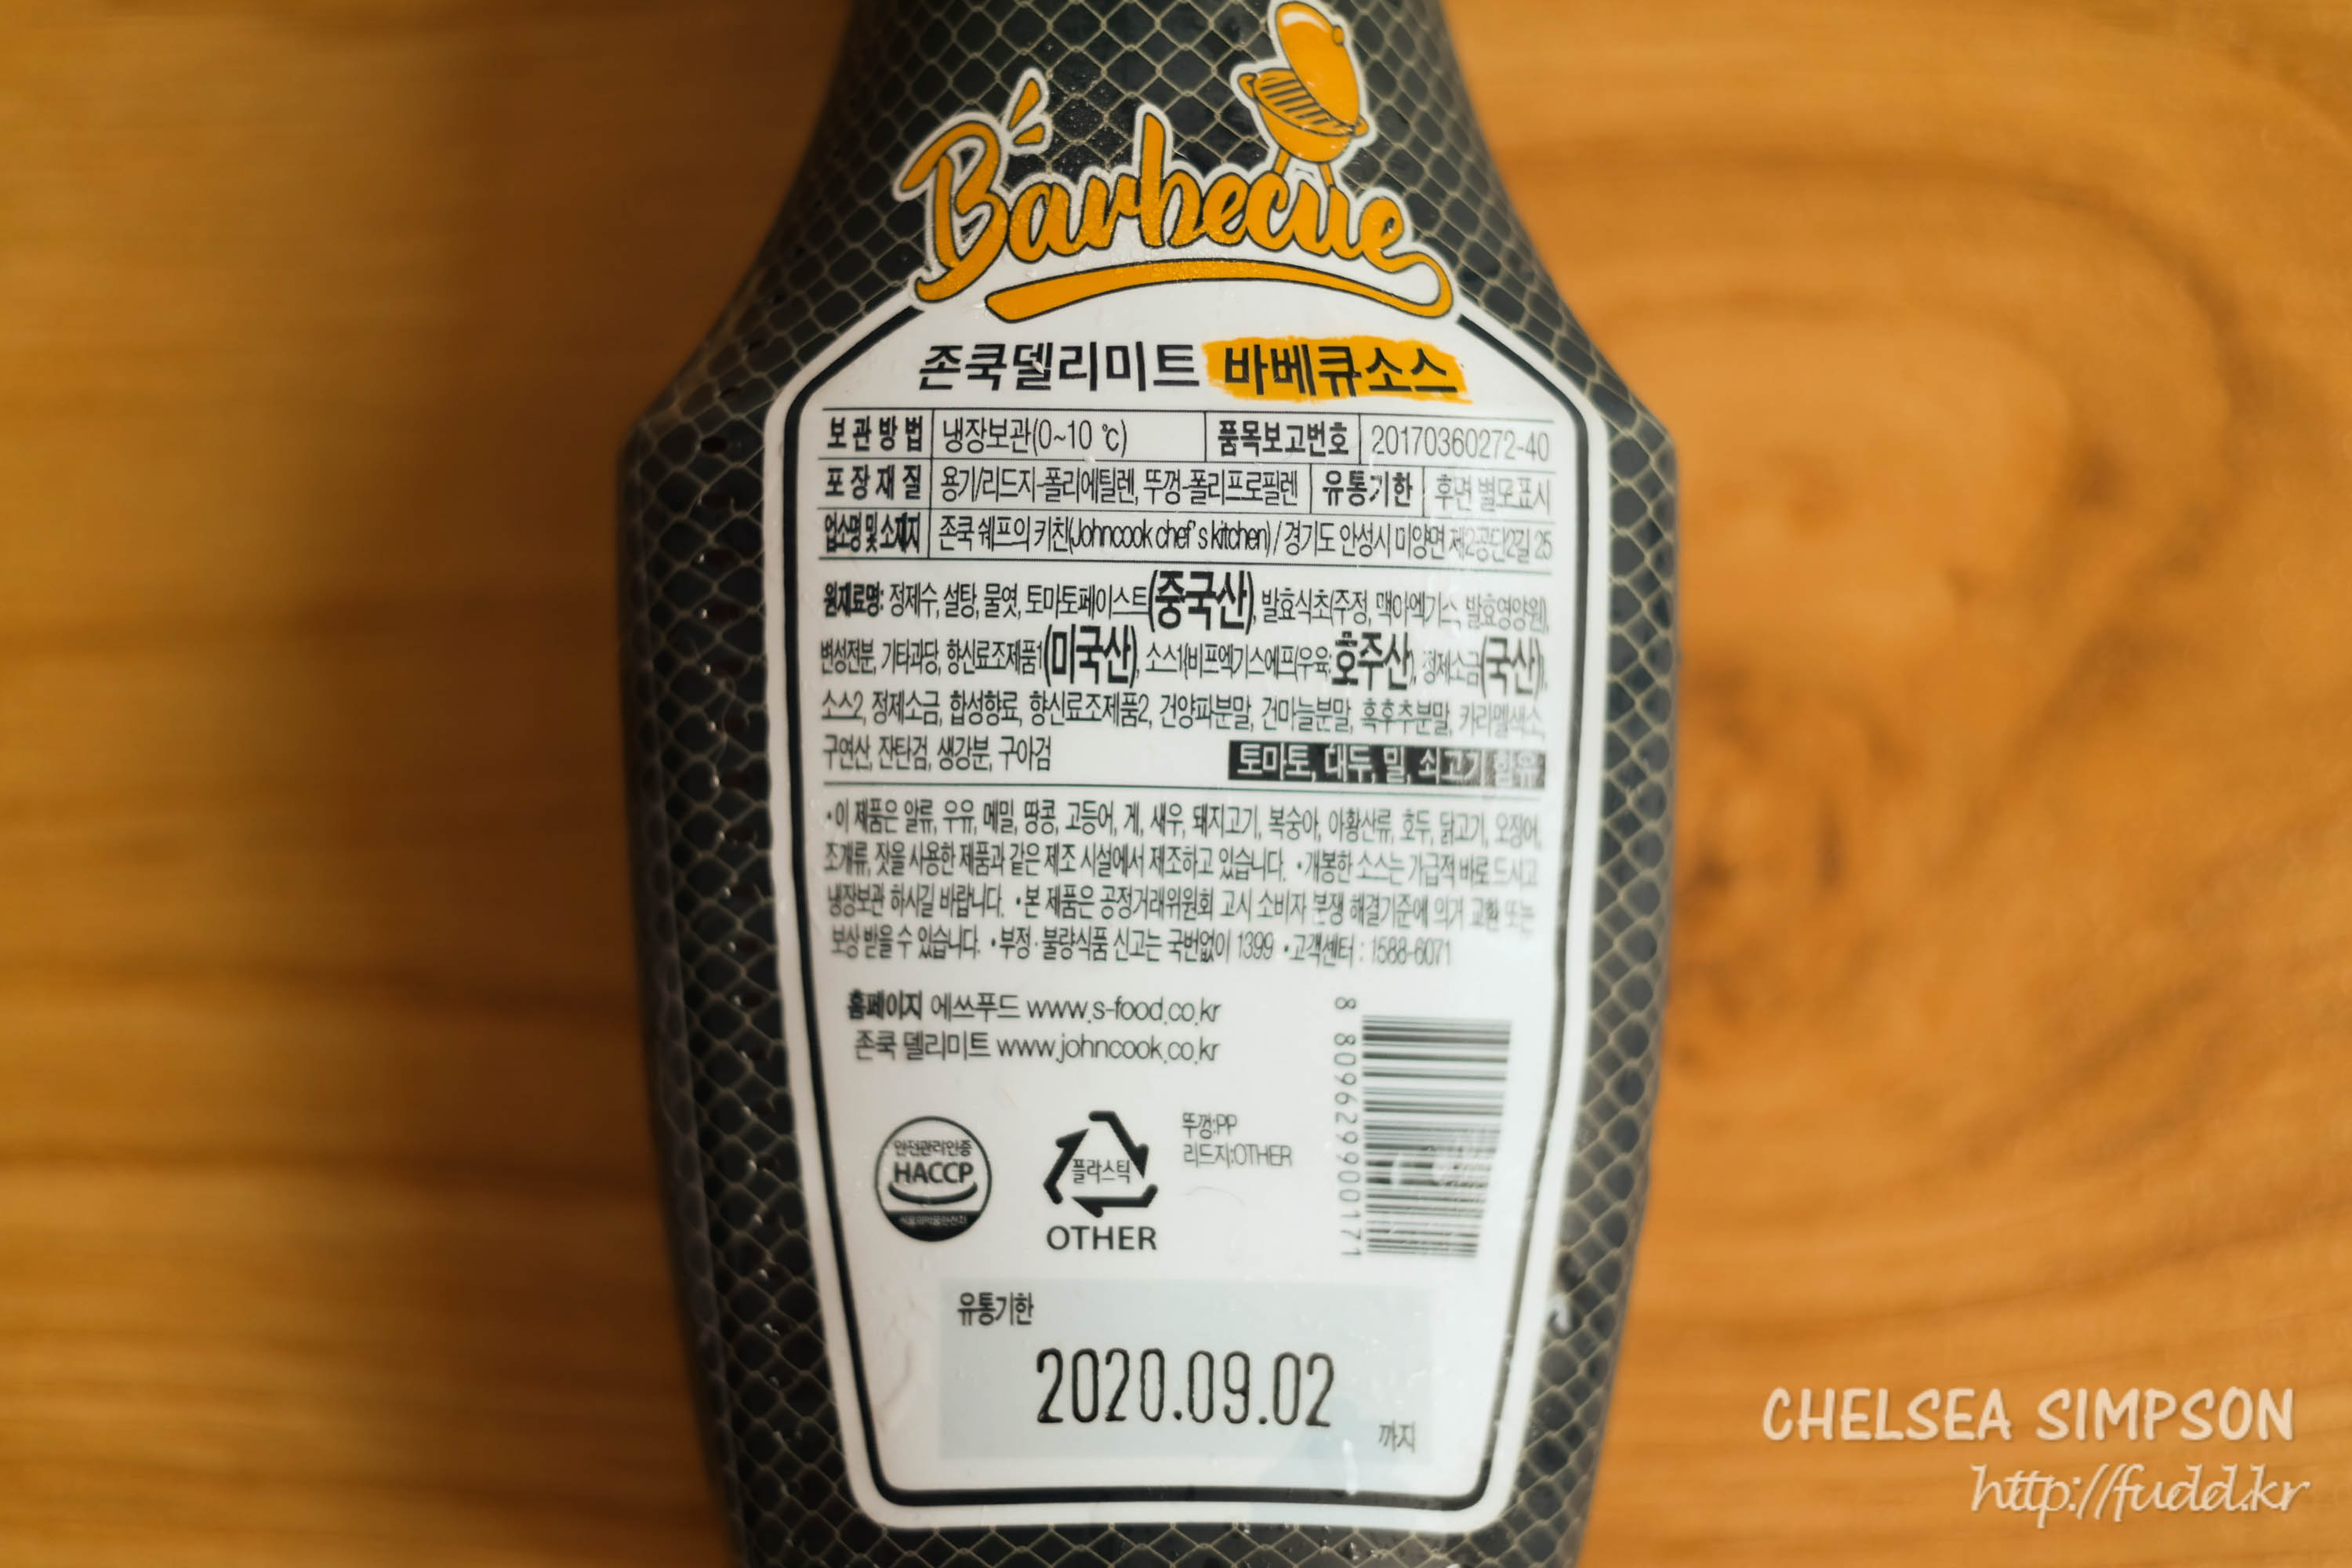 Barbecue
존쿡델리미트 바베큐소스
보관방법 냉장보관(0~10 ℃) 품목보고번호 20170360272-40
포장재질 용기/리드지-폴리에틸렌, 뚜껑-폴리프로필렌 유통기한 후면 별도표시
업소명 및 소재지 존쿡 쉐프의 키친(Johncook chef's kitchen) / 경기도 안성시 미양면 제2공단2길 25
원재료명: 정제수, 설탕, 물엿, 토마토페이스트(중국산), 발효식초(주정, 맥아엑기스, 발효영양원),
변성전분, 기타과당, 향신료조제품1(미국산), 소스1{비프엑기스에프(우육:호주산), 정제소금(국산)},
소스2, 정제소금, 합성향료, 향신료조제품2, 건양파분말, 건마늘분말, 흑후추분말, 카라멜색소,
구연산, 잔탄검, 생강분, 구아검
토마토, 대두, 밀, 쇠고기 함유
•이 제품은 알류, 우유, 메밀, 땅콩, 고등어, 게, 새우, 돼지고기, 복숭아, 아황산류, 호두, 닭고기, 오징어,
조개류, 잣을 사용한 제품과 같은 제조 시설에서 제조하고 있습니다. •개봉한 소스는 가급적 바로 드시고
냉장보관 하시길 바랍니다. •본 제품은 공정거래위원회 고시 소비자 분쟁 해결기준에 의거 교환 또는
보상 받을 수 있습니다. •부정·불량식품 신고는 국번없이 1399 •고객센터 : 1588-6071
홈페이지 에쓰푸드 www.s-food.co.kr
존쿡 델리미트 www.johncook.co.kr
8 809629900171
안전관리인증
HACCP
식품의약품안전처
플라스틱
OTHER
뚜껑:PP
리드지:OTHER
유통기한
2020.09.02
까지
CHELSEA SIMPSON
http://fudd.kr